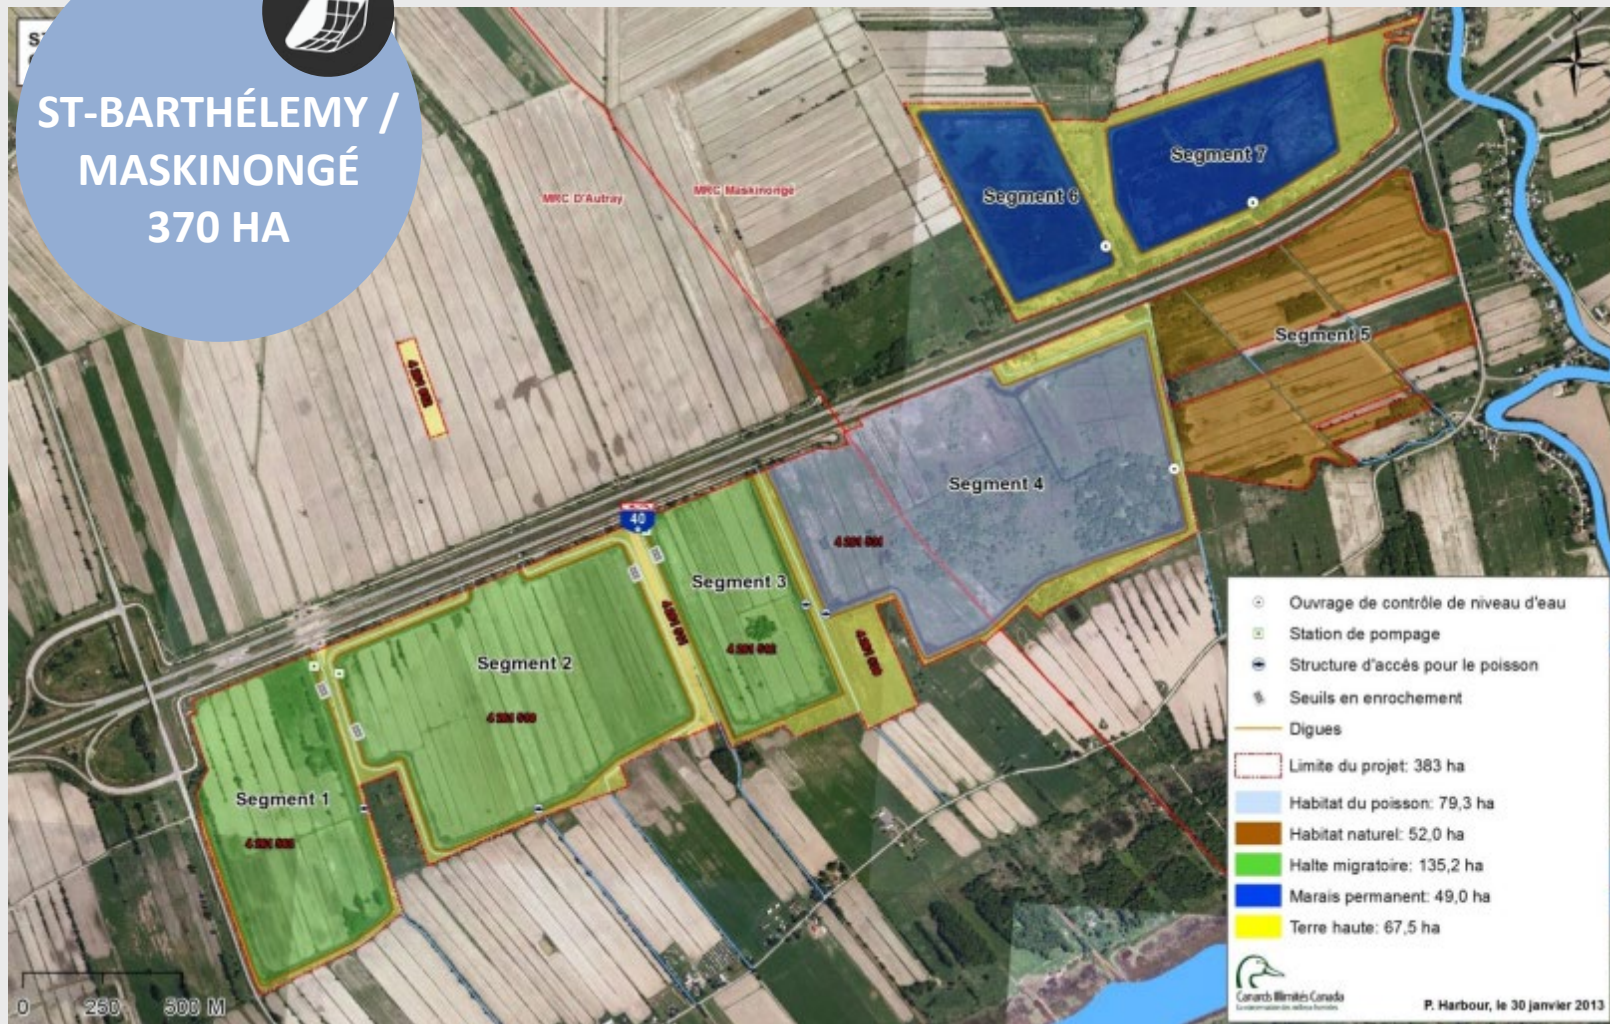 ST-BARTHÉLEMY /
MASKINONGÉ
370 HA
MRC D'Autray
MRC Maskinongé
Segment 6
Segment 7
Segment 5
Segment 4
40
Segment 3
Segment 2
Segment 1
0 250 500 M
Ouvrage de contrôle de niveau d'eau
Station de pompage
Structure d'accès pour le poisson
Seuils en enrochement
Digues
Limite du projet: 383 ha
Habitat du poisson: 79,3 ha
Habitat naturel: 52,0 ha
Halte migratoire: 135,2 ha
Marais permanent: 49,0 ha
Terre haute: 67,5 ha
Canards Illimités Canada
P. Harbour, le 30 janvier 2013